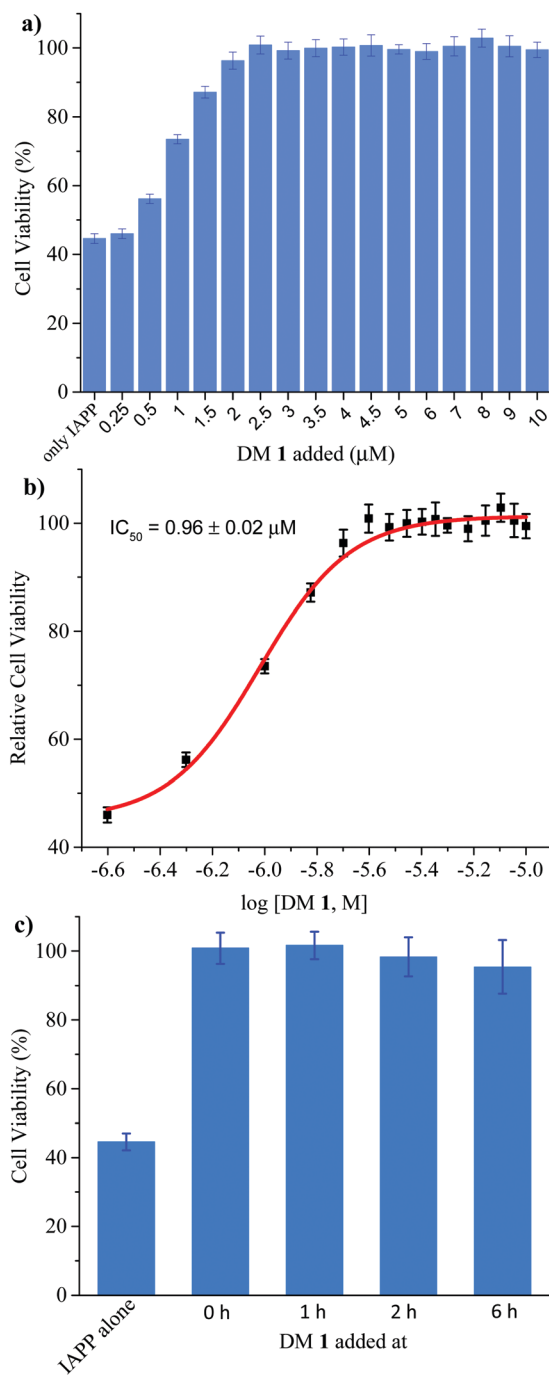 a)
100
80
60
40
20
0
Cell Viability (%)
only IAPP 0.25 0.5 1 1.5 2 2.5 3 3.5 4 4.5 5 6 7 8 9 10
DM 1 added (μM)
b)
IC50 = 0.96 ± 0.02 μM
100
80
60
40
Relative Cell Viability
-6.6 -6.4 -6.2 -6.0 -5.8 -5.6 -5.4 -5.2 -5.0
log [DM 1, M]
c)
100
80
60
40
20
0
Cell Viability (%)
IAPP alone 0 h 1 h 2 h 6 h
DM 1 added at